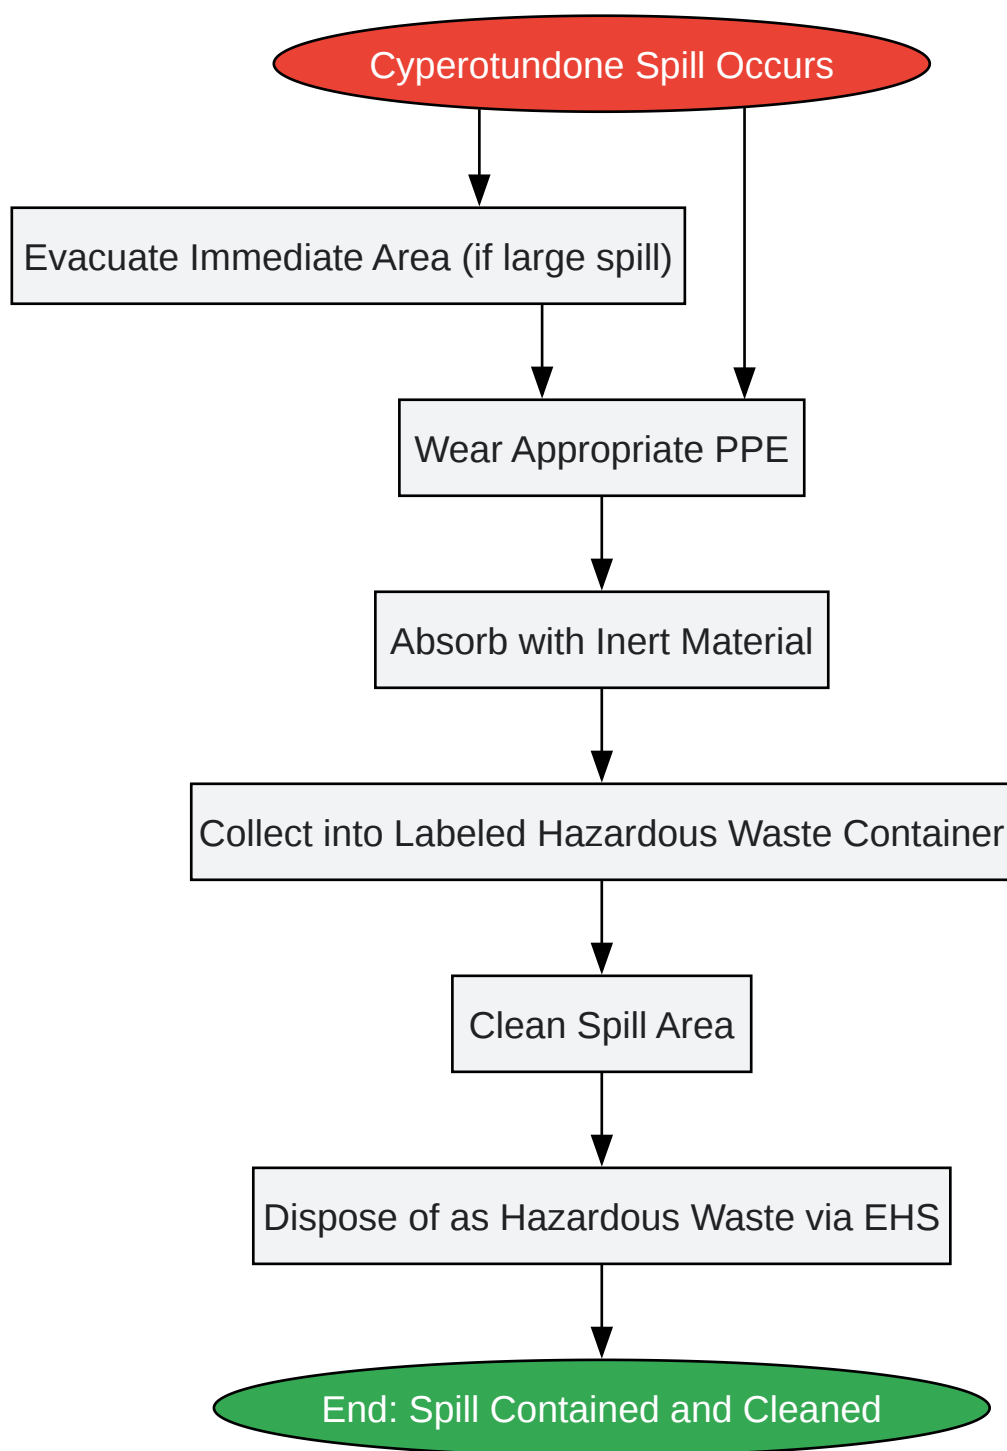 Cyperotundone Spill Occurs
Evacuate Immediate Area (if large spill)
Wear Appropriate PPE
Absorb with Inert Material
Collect into Labeled Hazardous Waste Container
Clean Spill Area
Dispose of as Hazardous Waste via EHS
End: Spill Contained and Cleaned